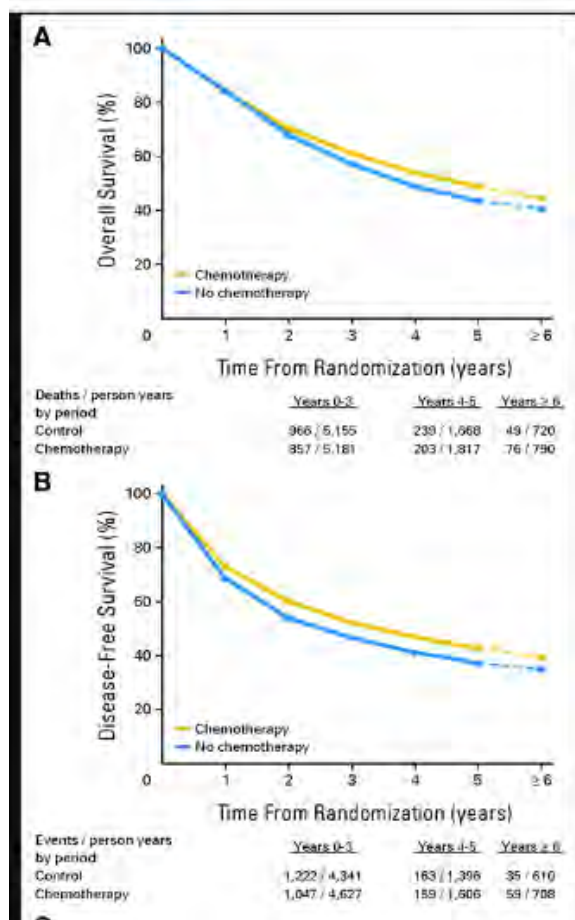 A
100
80
60
40
20
0
Overall Survival (%)
Chemotherapy
No chemotherapy
1 2 3 4 5 ≥ 6
Time From Randomization (years)
Deaths / person years
by period Years 0-3 Years 4-5 Years ≥ 6
Control 966 / 5,155 239 / 1,668 49 / 720
Chemotherapy 857 / 5,181 203 / 1,817 76 / 790
B
100
80
60
40
20
0
Disease-Free Survival (%)
Chemotherapy
No chemotherapy
1 2 3 4 5 ≥ 6
Time From Randomization (years)
Events / person years
by period Years 0-3 Years 4-5 Years ≥ 6
Control 1,222 / 4,341 163 / 1,396 35 / 610
Chemotherapy 1,047 / 4,627 159 / 1,606 59 / 708